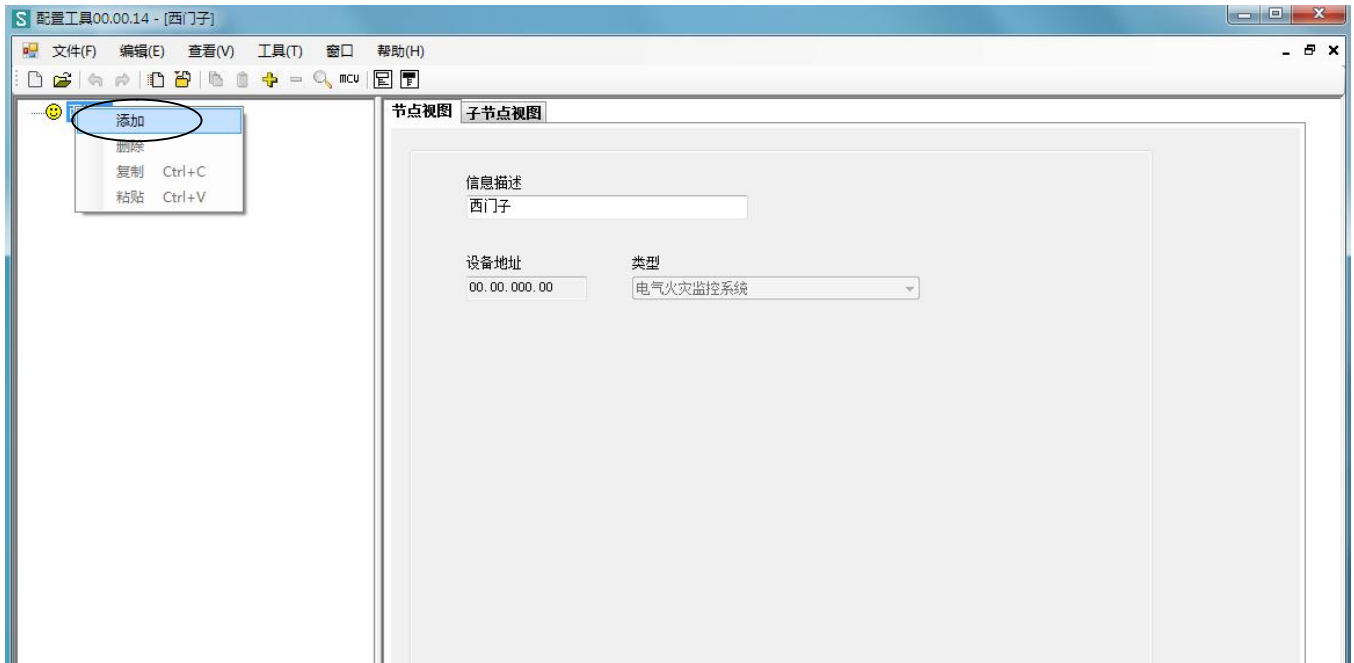 S 配置工具00.00.14 - [西门子]
文件(F) 编辑(E) 查看(V) 工具(T) 窗口 帮助(H)
MCU
添加
删除
复制 Ctrl+C
粘贴 Ctrl+V
节点视图 子节点视图
信息描述
西门子
设备地址 类型
00.00.000.00 电气火灾监控系统